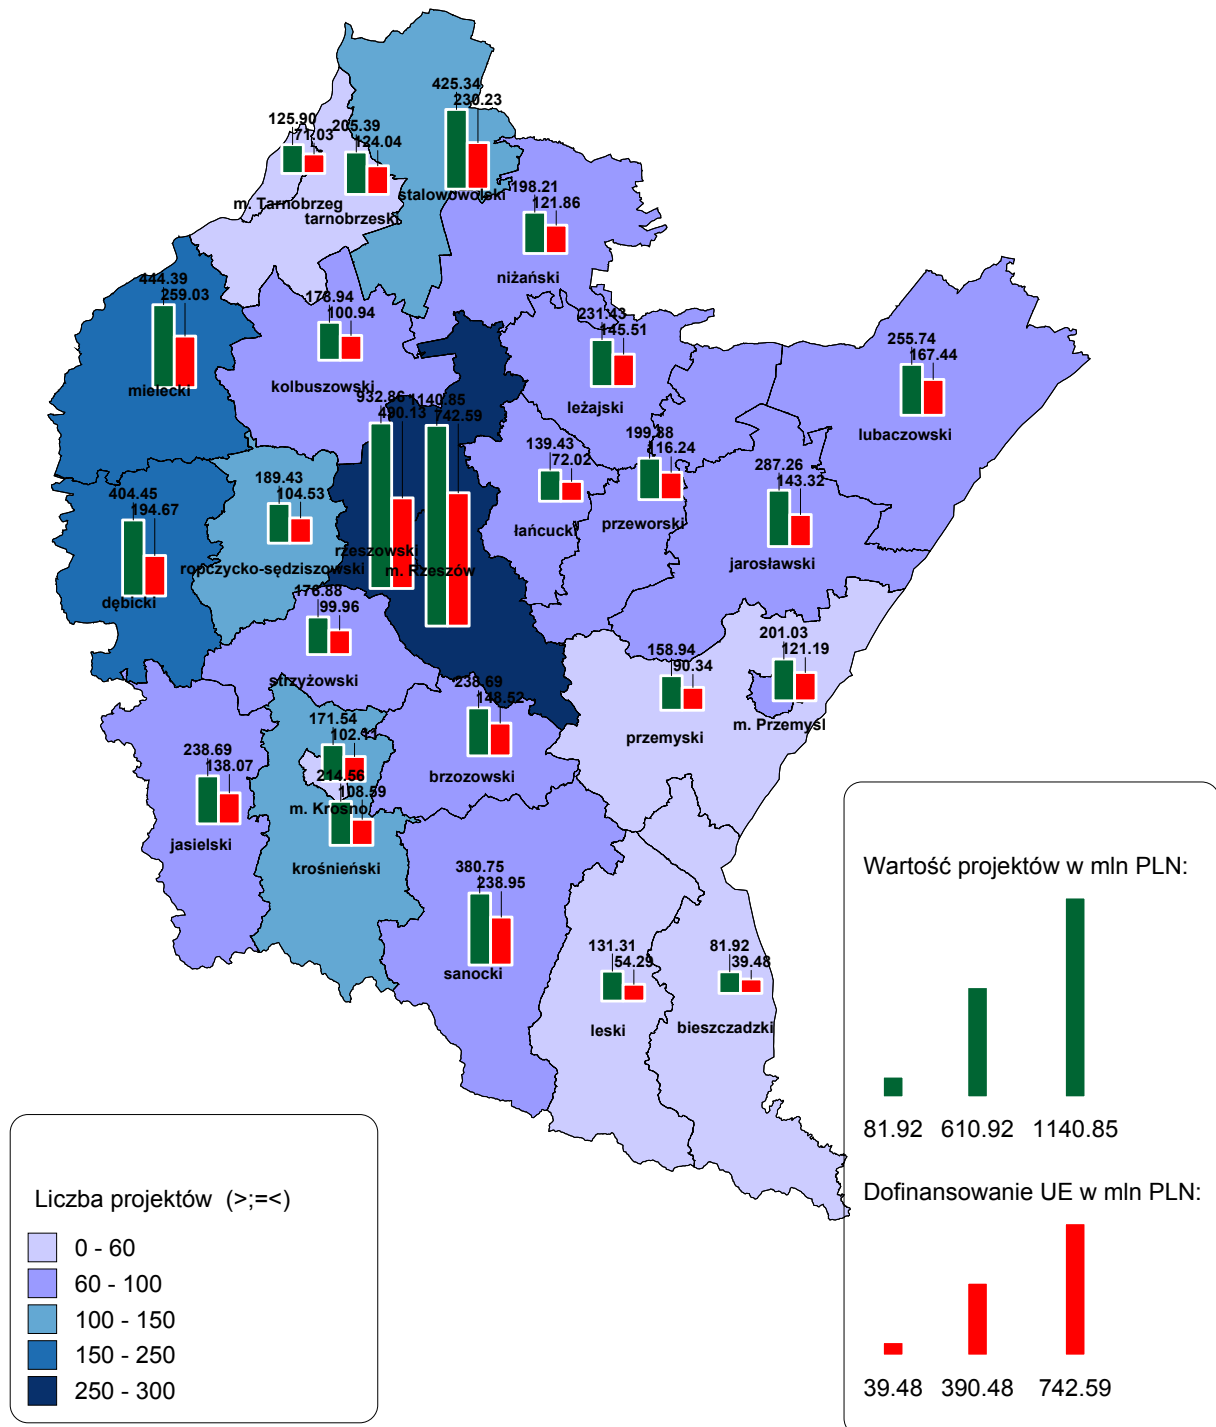 425.34
230.23
125.90
71.03
205.39
124.04
m. Tarnobrzeg
tarnobrzeski
stalowowolski
198.21
121.86
niżański
444.39
259.03
mielecki
178.94
100.94
kolbuszowski
231.43
145.51
leżajski
255.74
167.44
lubaczowski
932.86
490.13
1140.85
742.59
rzeszowski
m. Rzeszów
139.43
72.02
łańcucki
199.38
116.24
przeworski
287.26
143.32
jarosławski
404.45
194.67
dębicki
189.43
104.53
ropczycko-sędziszowski
176.88
99.96
strzyżowski
158.94
90.34
przemyski
201.03
121.19
m. Przemyśl
238.69
148.52
brzozowski
171.54
m. Krosno
214.56
108.59
krośnieński
238.69
138.07
jasielski
380.75
238.95
sanocki
131.31
54.29
leski
81.92
39.48
bieszczadzki
Wartość projektów w mln PLN:
81.92 610.92 1140.85
Dofinansowanie UE w mln PLN:
39.48 390.48 742.59
Liczba projektów (>;=<)
0 - 60
60 - 100
100 - 150
150 - 250
250 - 300